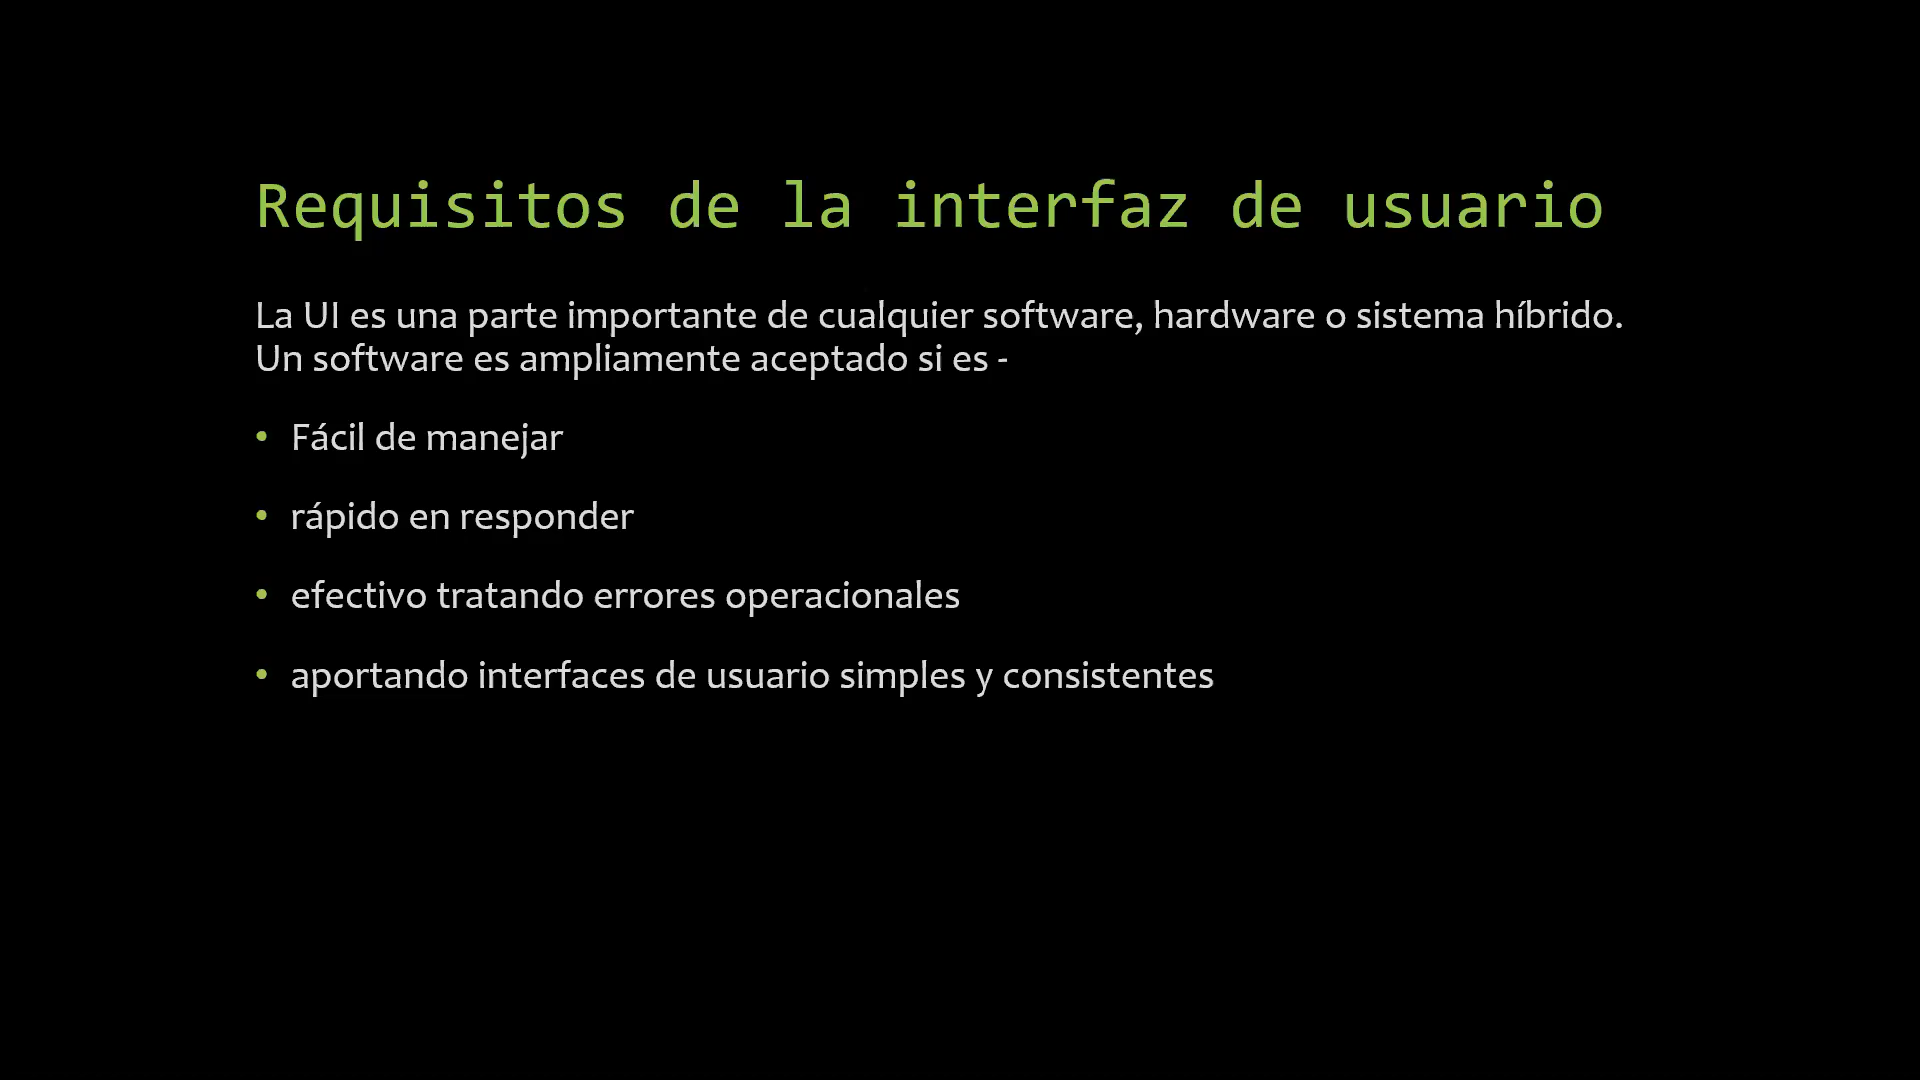 Requisitos de la interfaz de usuario
La UI es una parte importante de cualquier software, hardware o sistema híbrido.
Un software es ampliamente aceptado si es -
• Fácil de manejar
• rápido en responder
• efectivo tratando errores operacionales
• aportando interfaces de usuario simples y consistentes